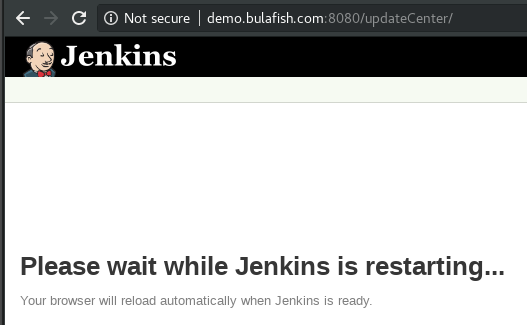 Not secure | demo.bulafish.com:8080/updateCenter/
Jenkins
Please wait while Jenkins is restarting...
Your browser will reload automatically when Jenkins is ready.